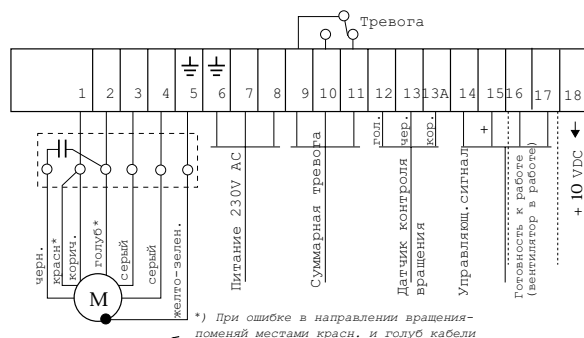 Тревога
1 2 3 4 5 6 7 8 9 10 11 12 13 13A 14 15 16 17 18
гол. чер. кор. +
+ 10 VDC
черн.
красн*
корич.
голуб*
серый
серый
желто-зелен.
Питание 230V AC
Суммарная тревога
Датчик контроля
вращения
Управляющ.сигнал
Готовность к работе
(вентилятор в работе)
M
*) При ошибке в направлении вращения-
поменяй местами красн. и голуб кабели